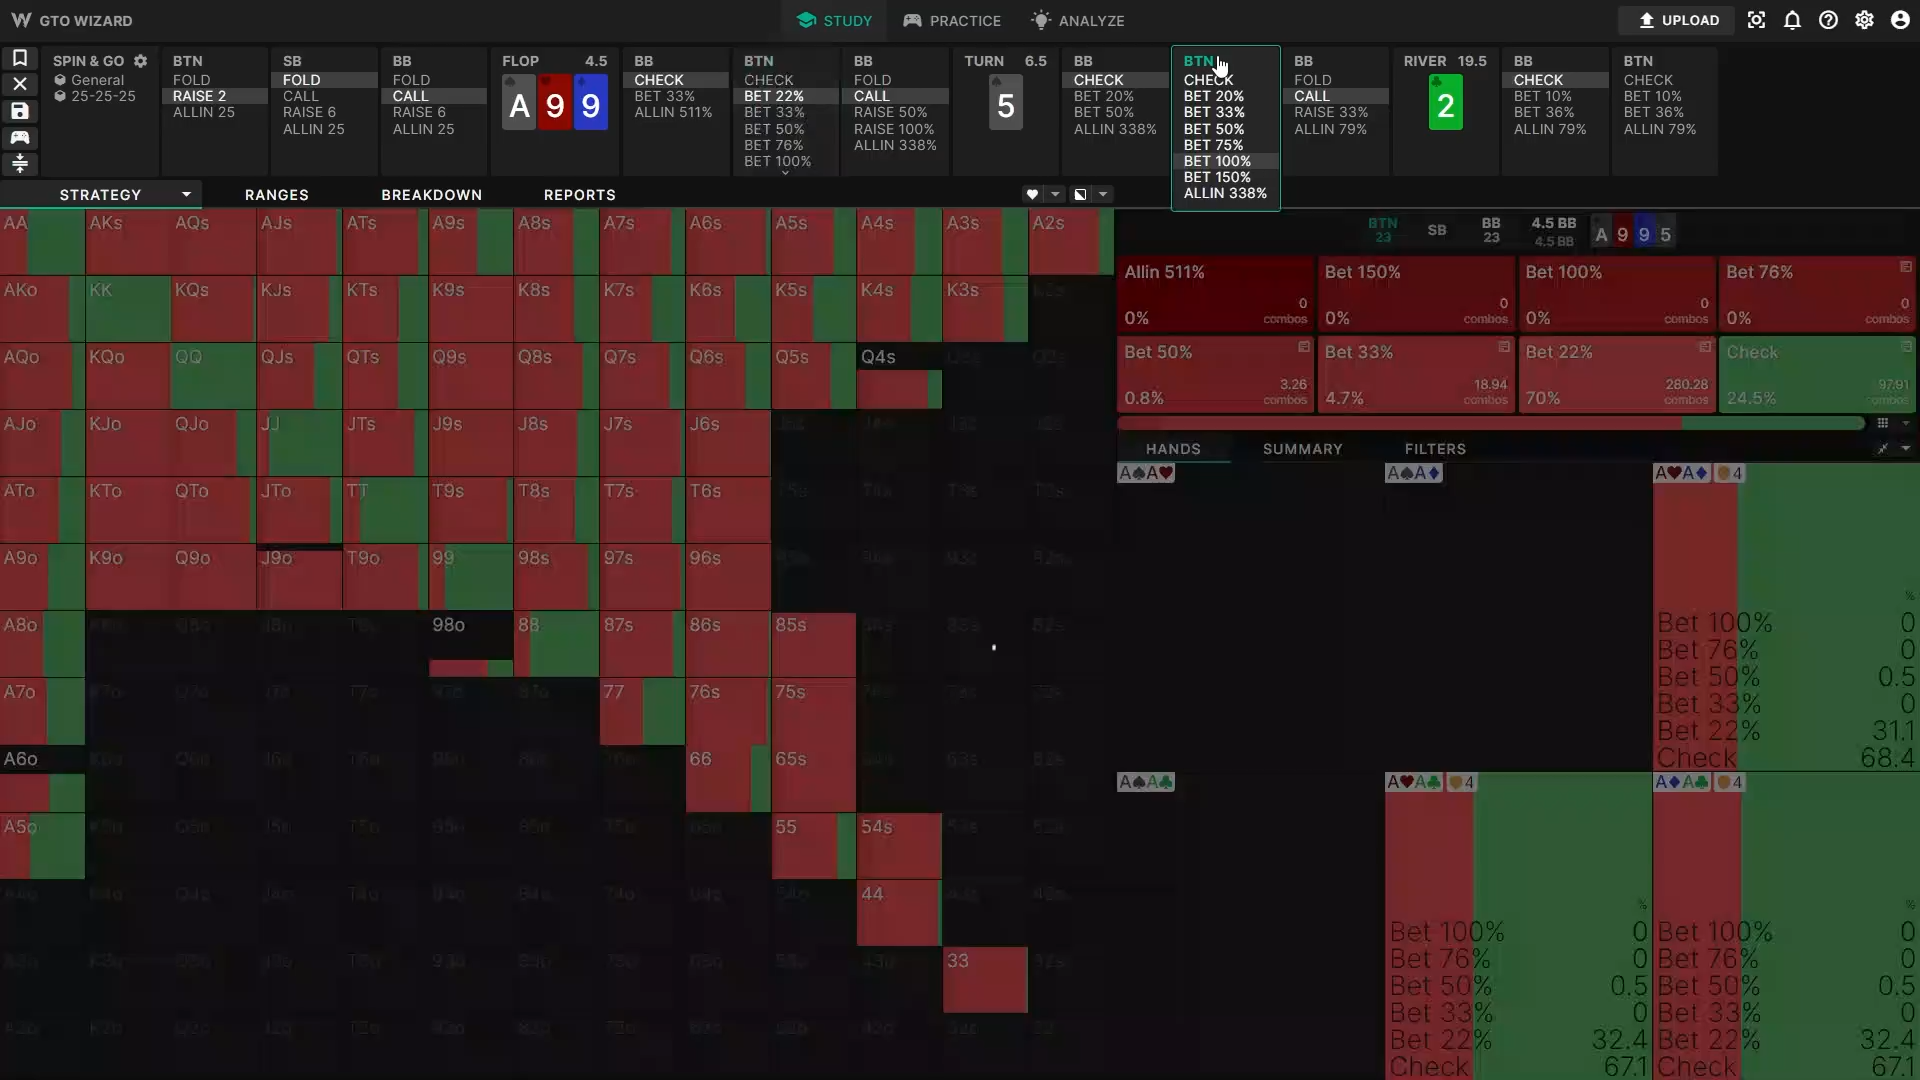 GTO WIZARD
STUDY
PRACTICE
ANALYZE
UPLOAD
SPIN & GO
General
25-25-25
BTN
FOLD
RAISE 2
ALLIN 25
SB
FOLD
CALL
RAISE 6
ALLIN 25
BB
FOLD
CALL
RAISE 6
ALLIN 25
FLOP 4.5
A 9 9
BB
CHECK
BET 33%
ALLIN 511%
BTN
CHECK
BET 22%
BET 33%
BET 50%
BET 76%
BET 100%
BB
FOLD
CALL
RAISE 50%
RAISE 100%
ALLIN 338%
TURN 6.5
5
BB
CHECK
BET 20%
BET 50%
ALLIN 338%
BTN
CHECK
BET 20%
BET 33%
BET 50%
BET 75%
BET 100%
BET 150%
ALLIN 338%
BB
FOLD
CALL
RAISE 33%
ALLIN 79%
RIVER 19.5
2
BB
CHECK
BET 10%
BET 36%
ALLIN 79%
BTN
CHECK
BET 10%
BET 36%
ALLIN 79%
STRATEGY RANGES BREAKDOWN REPORTS
AA AKs AQs AJs ATs A9s A8s A7s A6s A5s A4s A3s A2s
AKo KK KQs KJs KTs K9s K8s K7s K6s K5s K4s K3s K2s
AQo KQo QQ QJs QTs Q9s Q8s Q7s Q6s Q5s Q4s
AJo KJo QJo JJ JTs J9s J8s J7s J6s
ATo KTo QTo JTo TT T9s T8s T7s T6s
A9o K9o Q9o J9o T9o 99 98s 97s 96s
A8o 98o 88 87s 86s 85s
A7o 77 76s 75s
A6o 66 65s
A5o 55 54s
44
33
BTN
23
SB
BB
23
4.5 BB
4.5 BB
A 9 9 5
Allin 511%
0% 0 combos
Bet 150%
0% 0 combos
Bet 100%
0% 0 combos
Bet 76%
0% 0 combos
Bet 50%
0.8% 3.26 combos
Bet 33%
4.7% 18.94 combos
Bet 22%
70% 280.28 combos
Check
24.5% 97.91 combos
HANDS SUMMARY FILTERS
A♠A♥
A♠A♦
A♥A♦ 4
%
Bet 100% 0
Bet 76% 0
Bet 50% 0.5
Bet 33% 0
Bet 22% 31.1
Check 68.4
A♠A♣
A♥A♣ 4
%
Bet 100% 0
Bet 76% 0
Bet 50% 0.5
Bet 33% 0
Bet 22% 32.4
Check 67.1
A♦A♣ 4
%
Bet 100% 0
Bet 76% 0
Bet 50% 0.5
Bet 33% 0
Bet 22% 32.4
Check 67.1